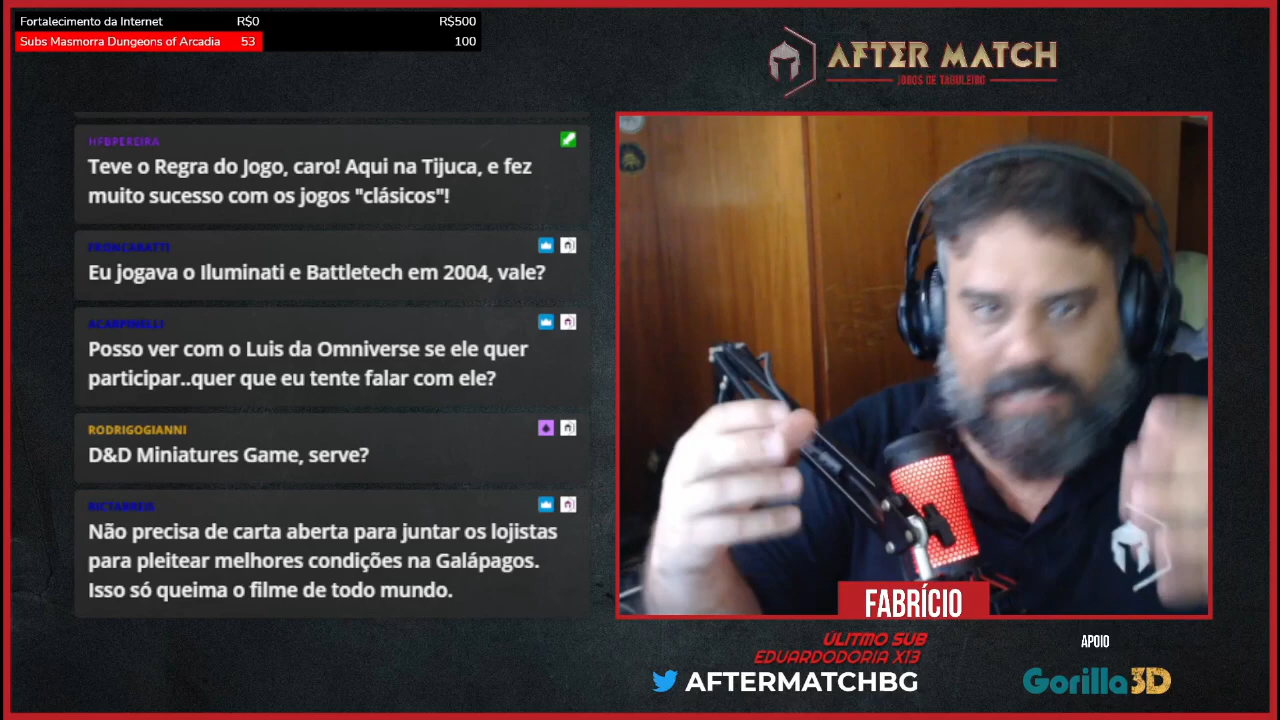 Fortalecimento da Internet R$0 R$500
Subs Masmorra Dungeons of Arcadia 53 100
AFTER MATCH
JOGOS DE TABULEIRO
HFBPEREIRA
Teve o Regra do Jogo, caro! Aqui na Tijuca, e fez
muito sucesso com os jogos "clásicos"!
Eu jogava o Iluminati e Battletech em 2004, vale?
ACARPINELLI
Posso ver com o Luis da Omniverse se ele quer
participar..quer que eu tente falar com ele?
RODRIGOGIANNI
D&D Miniatures Game, serve?
Não precisa de carta aberta para juntar os lojistas
para pleitear melhores condições na Galápagos.
Isso só queima o filme de todo mundo.
FABRÍCIO
ÚLITMO SUB
EDUARDODORIA X13
AFTERMATCHBG
APOIO
Gorilla3D